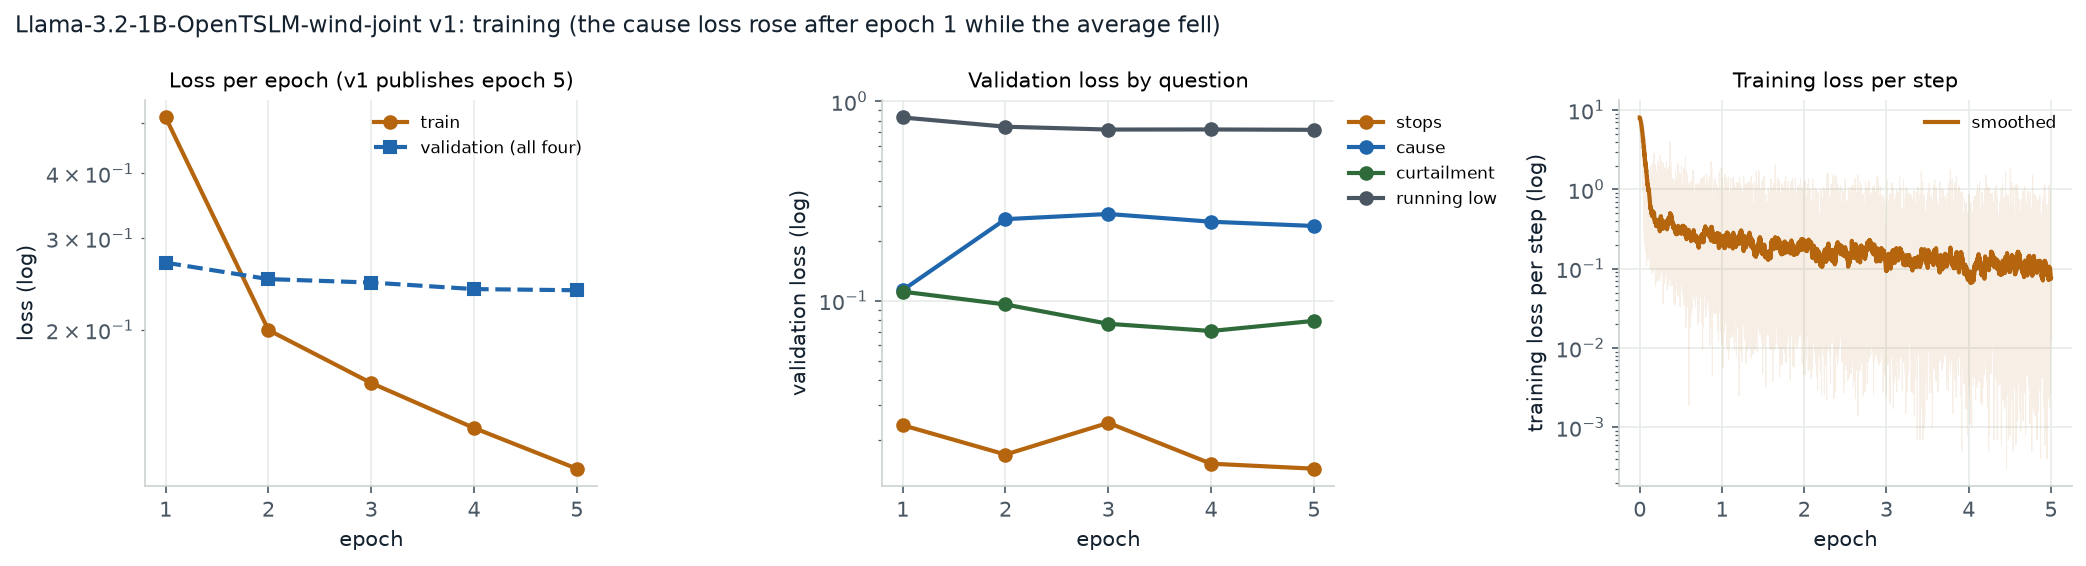 Llama-3.2-1B-OpenTSLM-wind-joint v1: training (the cause loss rose after epoch 1 while the average fell)
Loss per epoch (v1 publishes epoch 5)
train
validation (all four)
4 × 10⁻¹
3 × 10⁻¹
2 × 10⁻¹
loss (log)
1 2 3 4 5
epoch
Validation loss by question
stops
cause
curtailment
running low
10⁰
10⁻¹
validation loss (log)
1 2 3 4 5
epoch
Training loss per step
smoothed
10¹
10⁰
10⁻¹
10⁻²
10⁻³
training loss per step (log)
0 1 2 3 4 5
epoch